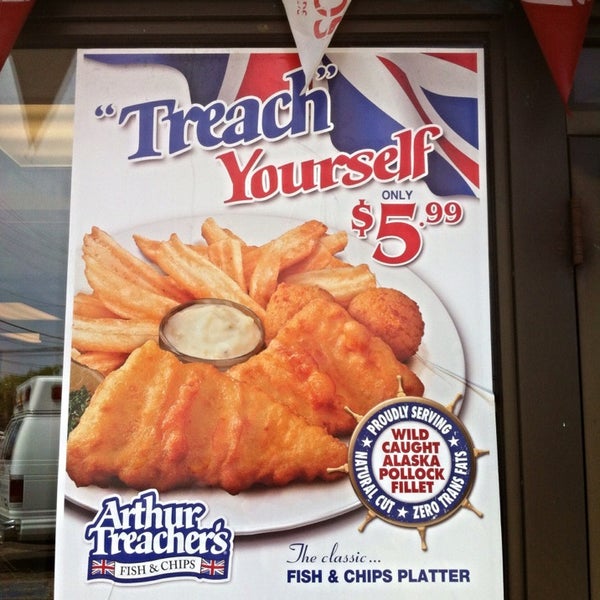 "Treach"
Yourself
ONLY
$5.99
PROUDLY SERVING
WILD
CAUGHT
ALASKA
POLLOCK
FILLET
NATURAL CUT ★ ZERO TRANS FATS
Arthur
Treacher's
FISH & CHIPS
The classic...
FISH & CHIPS PLATTER